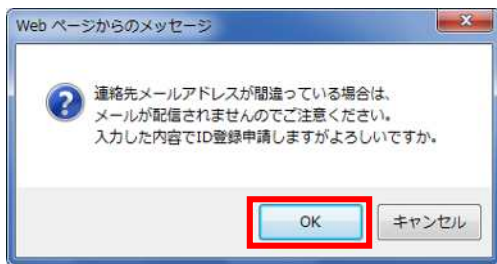 Web ページからのメッセージ
連絡先メールアドレスが間違っている場合は、
メールが配信されませんのでご注意ください。
入力した内容でID登録申請しますがよろしいですか。
OK
キャンセル